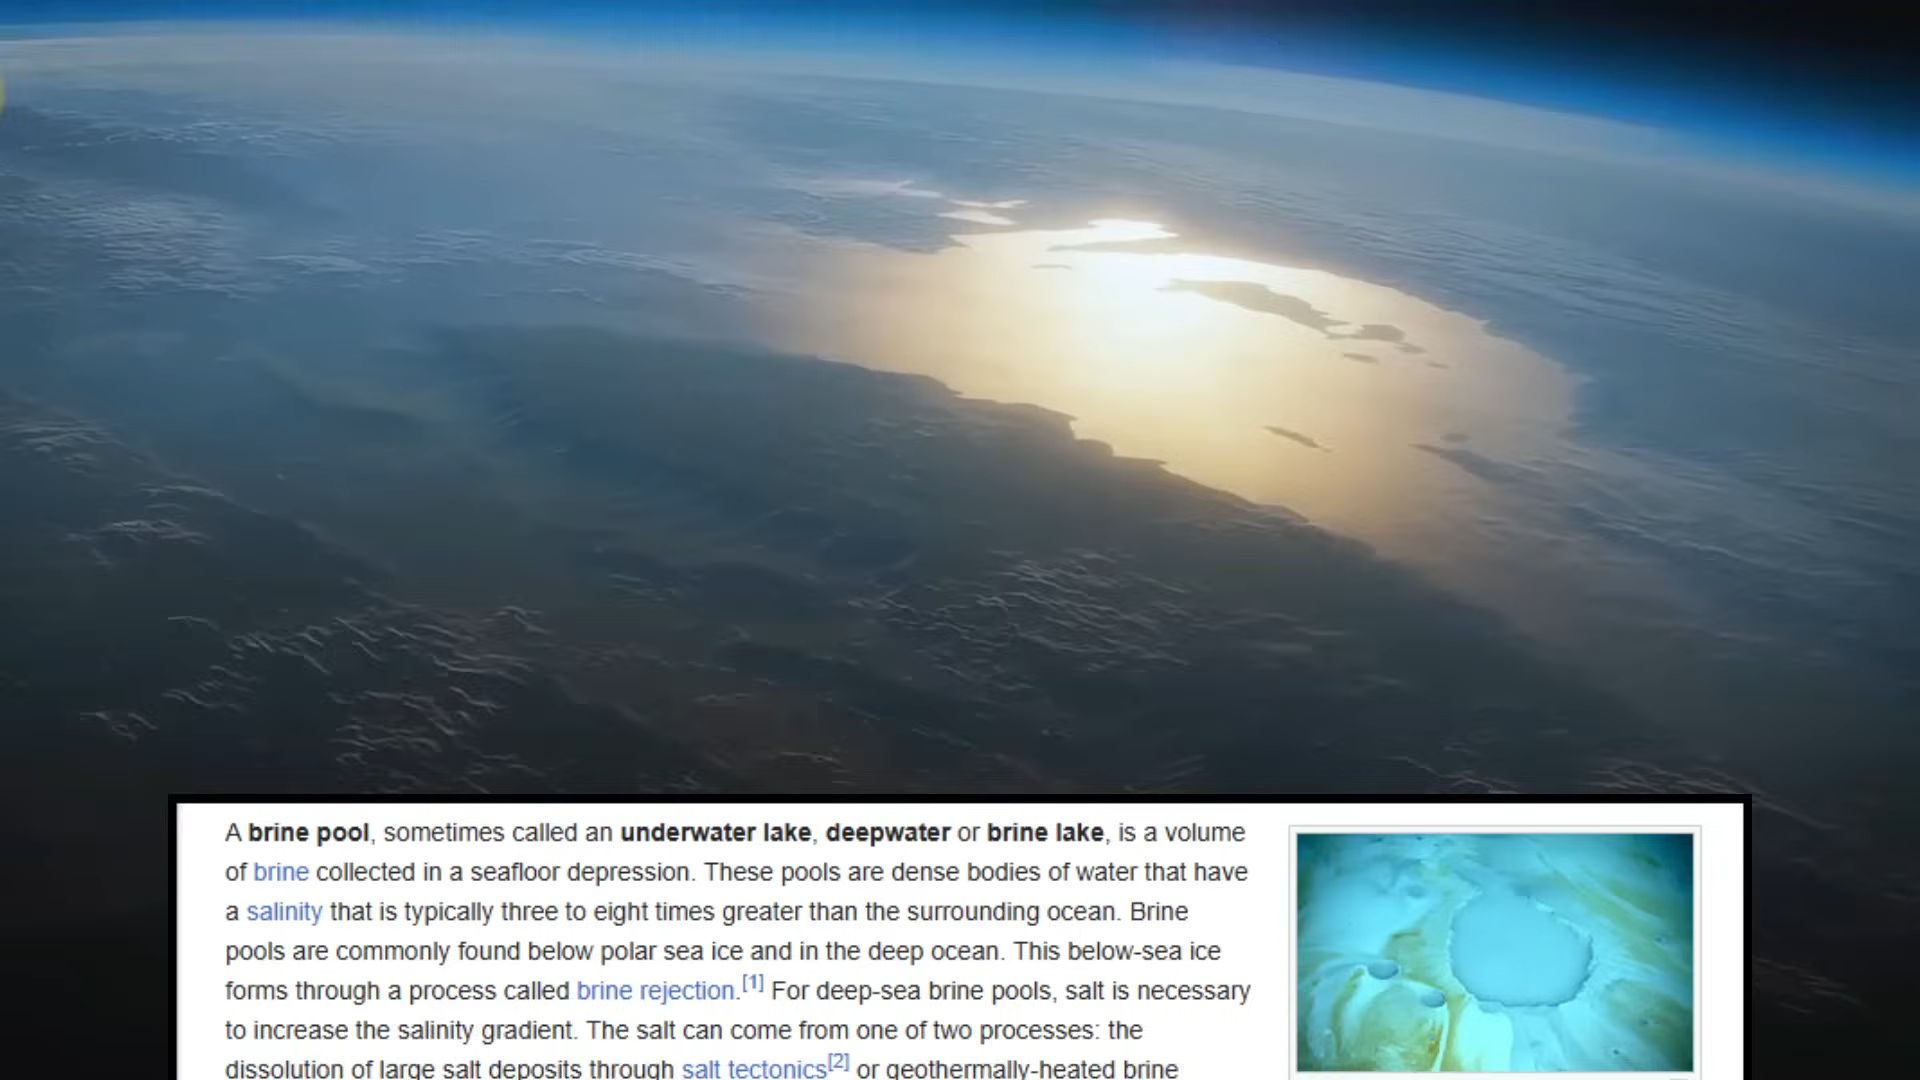 A brine pool, sometimes called an underwater lake, deepwater or brine lake, is a volume
of brine collected in a seafloor depression. These pools are dense bodies of water that have
a salinity that is typically three to eight times greater than the surrounding ocean. Brine
pools are commonly found below polar sea ice and in the deep ocean. This below-sea ice
forms through a process called brine rejection.[1] For deep-sea brine pools, salt is necessary
to increase the salinity gradient. The salt can come from one of two processes: the
dissolution of large salt deposits through salt tectonics[2] or geothermally-heated brine